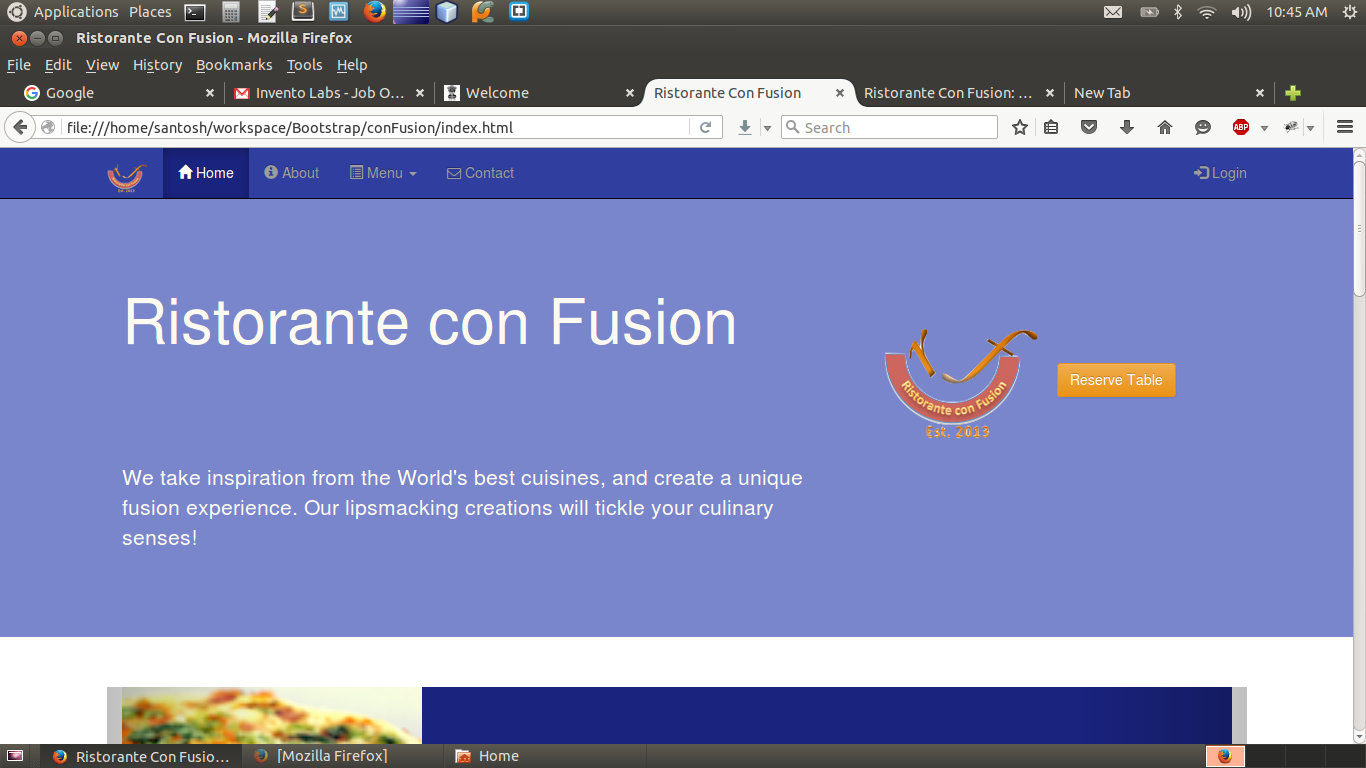 Applications Places 10:45 AM
Ristorante Con Fusion - Mozilla Firefox
File Edit View History Bookmarks Tools Help
Google Invento Labs - Job O... Welcome Ristorante Con Fusion Ristorante Con Fusion: ... New Tab
file:///home/santosh/workspace/Bootstrap/conFusion/index.html Search ABP
Home About Menu Contact Login
Ristorante con Fusion
Ristorante con Fusion
Est. 2013
Reserve Table
We take inspiration from the World's best cuisines, and create a unique
fusion experience. Our lipsmacking creations will tickle your culinary
senses!
Ristorante Con Fusio... [Mozilla Firefox] Home